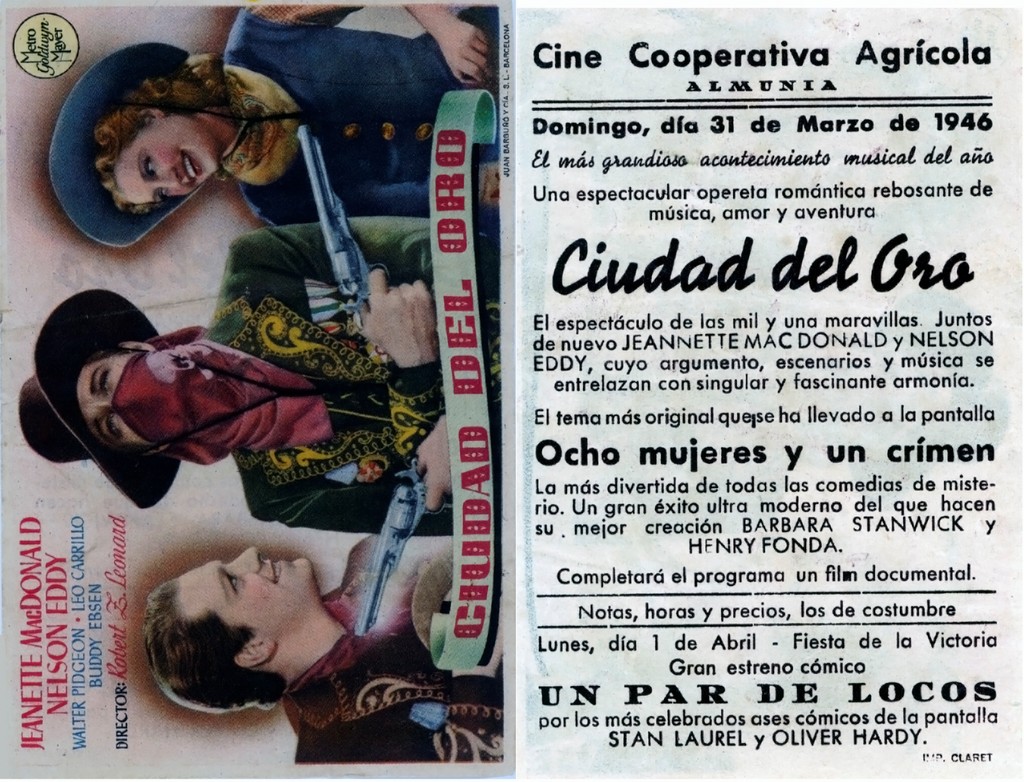 Metro
Goldwyn
Mayer
JEANETTE MACDONALD
NELSON EDDY
WALTER PIDGEON · LEO CARRILLO
BUDDY EBSEN
DIRECTOR: Robert Z. Leonard
CIUDAD DEL ORO
JUAN BARGUÑO Y CIA. S. L. - BARCELONA
Cine Cooperativa Agrícola
ALMUNIA
Domingo, día 31 de Marzo de 1946
El más grandioso acontecimiento musical del año
Una espectacular opereta romántica rebosante de
música, amor y aventura
Ciudad del Oro
El espectáculo de las mil y una maravillas. Juntos
de nuevo JEANNETTE MAC DONALD y NELSON
EDDY, cuyo argumento, escenarios y música se
entrelazan con singular y fascinante armonía.
El tema más original que se ha llevado a la pantalla
Ocho mujeres y un crímen
La más divertida de todas las comedias de miste-
rio. Un gran éxito ultra moderno del que hacen
su mejor creación BARBARA STANWICK y
HENRY FONDA.
Completará el programa un film documental.
Notas, horas y precios, los de costumbre
Lunes, día 1 de Abril - Fiesta de la Victoria
Gran estreno cómico
UN PAR DE LOCOS
por los más celebrados ases cómicos de la pantalla
STAN LAUREL y OLIVER HARDY.
IMP. CLARET